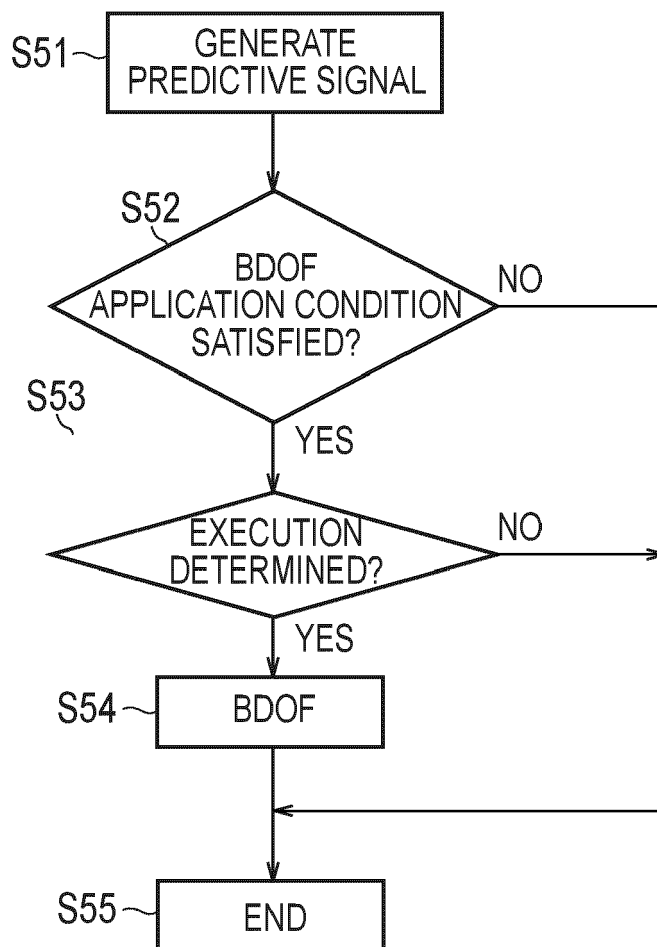 S51
GENERATE
PREDICTIVE SIGNAL
S52
BDOF
APPLICATION CONDITION
SATISFIED?
NO
S53
YES
EXECUTION
DETERMINED?
NO
YES
S54
BDOF
S55
END